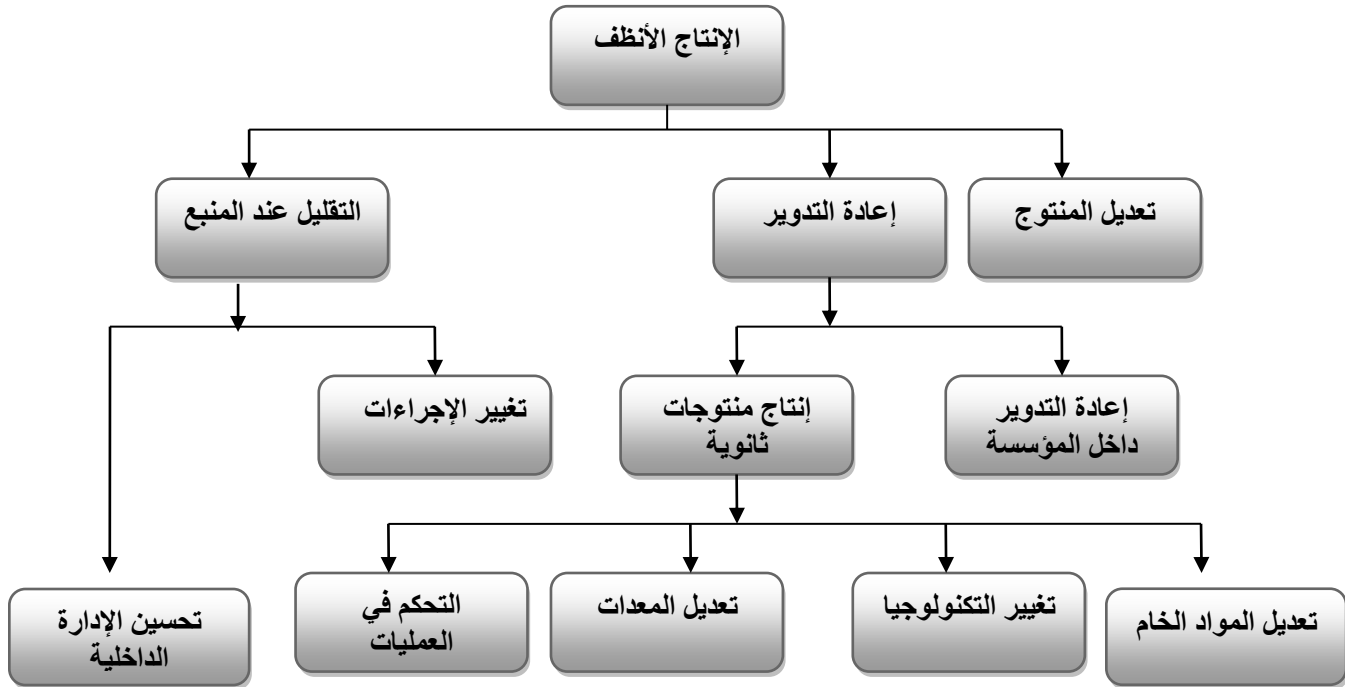 الإنتاج الأنظف
تعديل المنتوج
إعادة التدوير
التقليل عند المنبع
إعادة التدوير
داخل المؤسسة
إنتاج منتوجات
ثانوية
تغيير الإجراءات
تعديل المواد الخام
تغيير التكنولوجيا
تعديل المعدات
التحكم في
العمليات
تحسين الإدارة
الداخلية